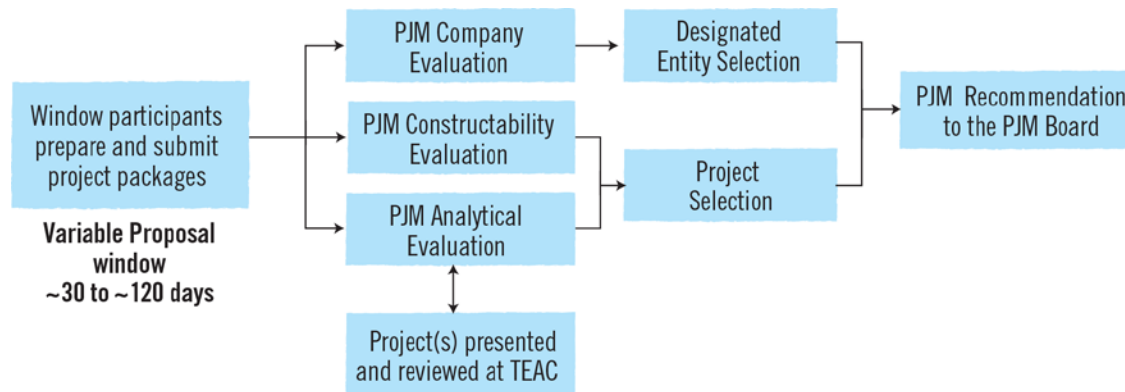 Window participants
prepare and submit
project packages
Variable Proposal
window
~30 to ~120 days
PJM Company
Evaluation
PJM Constructability
Evaluation
PJM Analytical
Evaluation
Project(s) presented
and reviewed at TEAC
Designated
Entity Selection
Project
Selection
PJM Recommendation
to the PJM Board